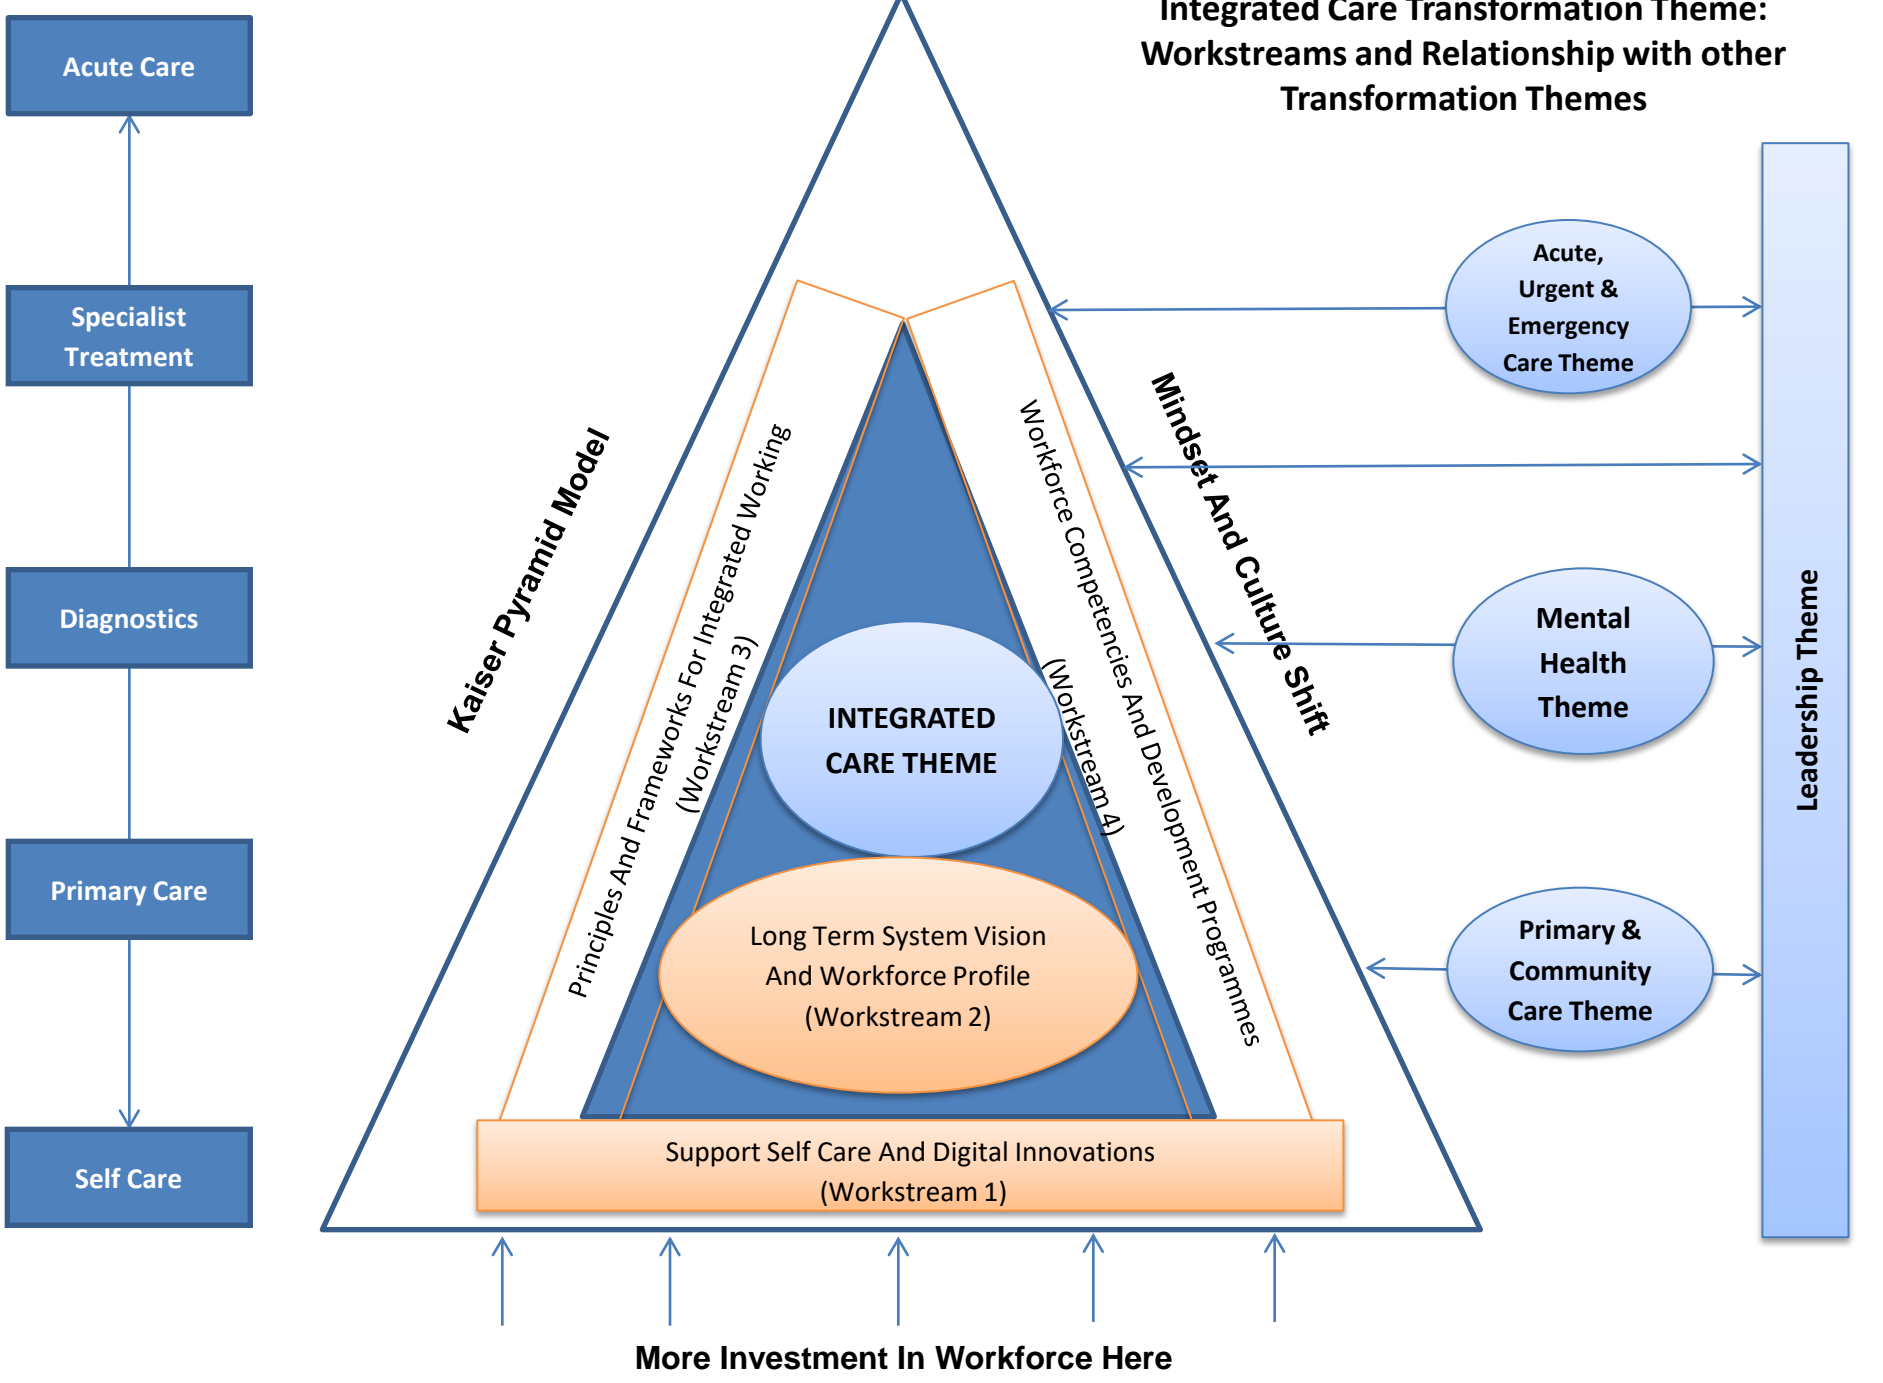 Integrated Care Transformation Theme:
Workstreams and Relationship with other
Transformation Themes
Acute Care
Specialist
Treatment
Diagnostics
Primary Care
Self Care
Kaiser Pyramid Model
Principles And Frameworks For Integrated Working
(Workstream 3)
INTEGRATED
CARE THEME
Long Term System Vision
And Workforce Profile
(Workstream 2)
Workforce Competencies And Development Programmes
(Workstream 4)
Support Self Care And Digital Innovations
(Workstream 1)
Mindset And Culture Shift
Acute,
Urgent &
Emergency
Care Theme
Mental
Health
Theme
Primary &
Community
Care Theme
Leadership Theme
More Investment In Workforce Here